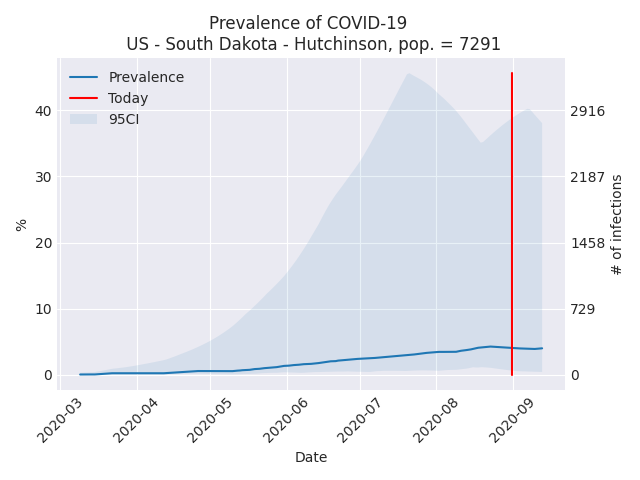 Prevalence of COVID-19
US - South Dakota - Hutchinson, pop. = 7291
Prevalence
Today
95CI
40
30
20
10
0
%
2916
2187
1458
729
0
# of infections
2020-03
2020-04
2020-05
2020-06
2020-07
2020-08
2020-09
Date